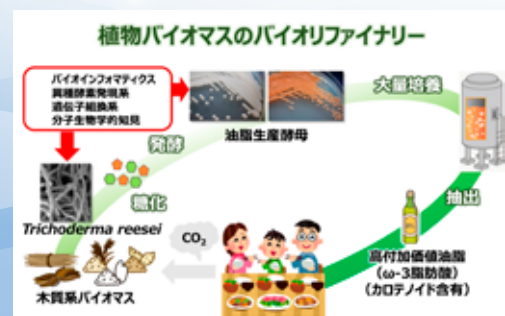 植物バイオマスのバイオリファイナリー
バイオインフォマティクス
異種酵素発現系
遺伝子組換系
分子生物学的知見
大量培養
油脂生産酵母
発酵
糖化
抽出
Trichoderma reesei
CO2
高付加価値油脂
(ω-3脂肪酸)
(カロテノイド含有)
木質系バイオマス